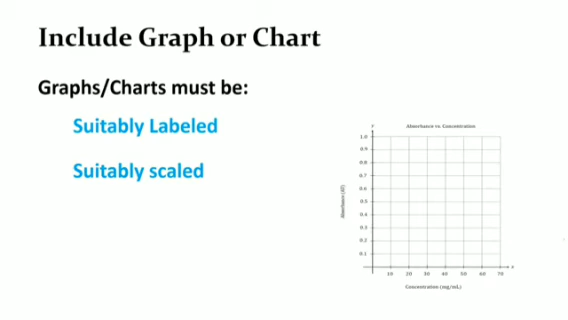 Include Graph or Chart
Graphs/Charts must be:
Suitably Labeled
Suitably scaled
Y
Absorbance vs. Concentration
1.0
0.9
0.8
0.7
0.6
0.5
0.4
0.3
0.2
0.1
10 20 30 40 50 60 70
X
Concentration (mg/mL)